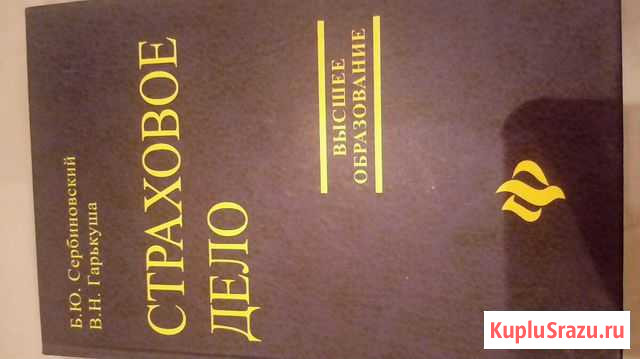 Б.Ю. Сербиновский
В.Н. Гарькуша
СТРАХОВОЕ
ДЕЛО
ВЫСШЕЕ
ОБРАЗОВАНИЕ
KupluSrazu.ru